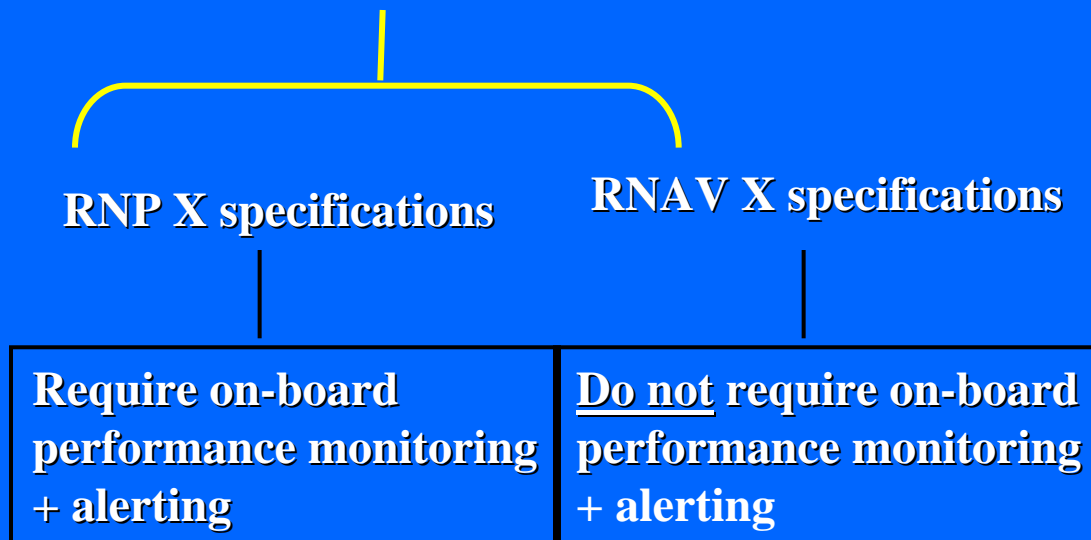 RNP X specifications
RNAV X specifications
Require on-board
performance monitoring
+ alerting
Do not require on-board
performance monitoring
+ alerting